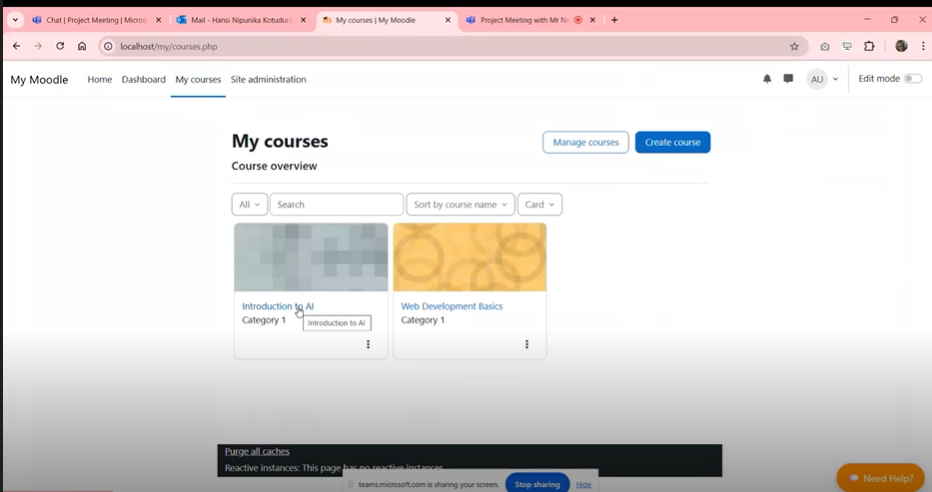 Chat | Project Meeting | Micros
Mail - Hansi Nipunika Kotudura
My courses | My Moodle
Project Meeting with Mr N
localhost/my/courses.php
My Moodle
Home
Dashboard
My courses
Site administration
AU
Edit mode
My courses
Manage courses
Create course
Course overview
All
Search
Sort by course name
Card
Introduction to AI
Category 1
Introduction to AI
Web Development Basics
Category 1
Purge all caches
Reactive instances: This page has no reactive instances
teams.microsoft.com is sharing your screen.
Stop sharing
Hide
Need Help?